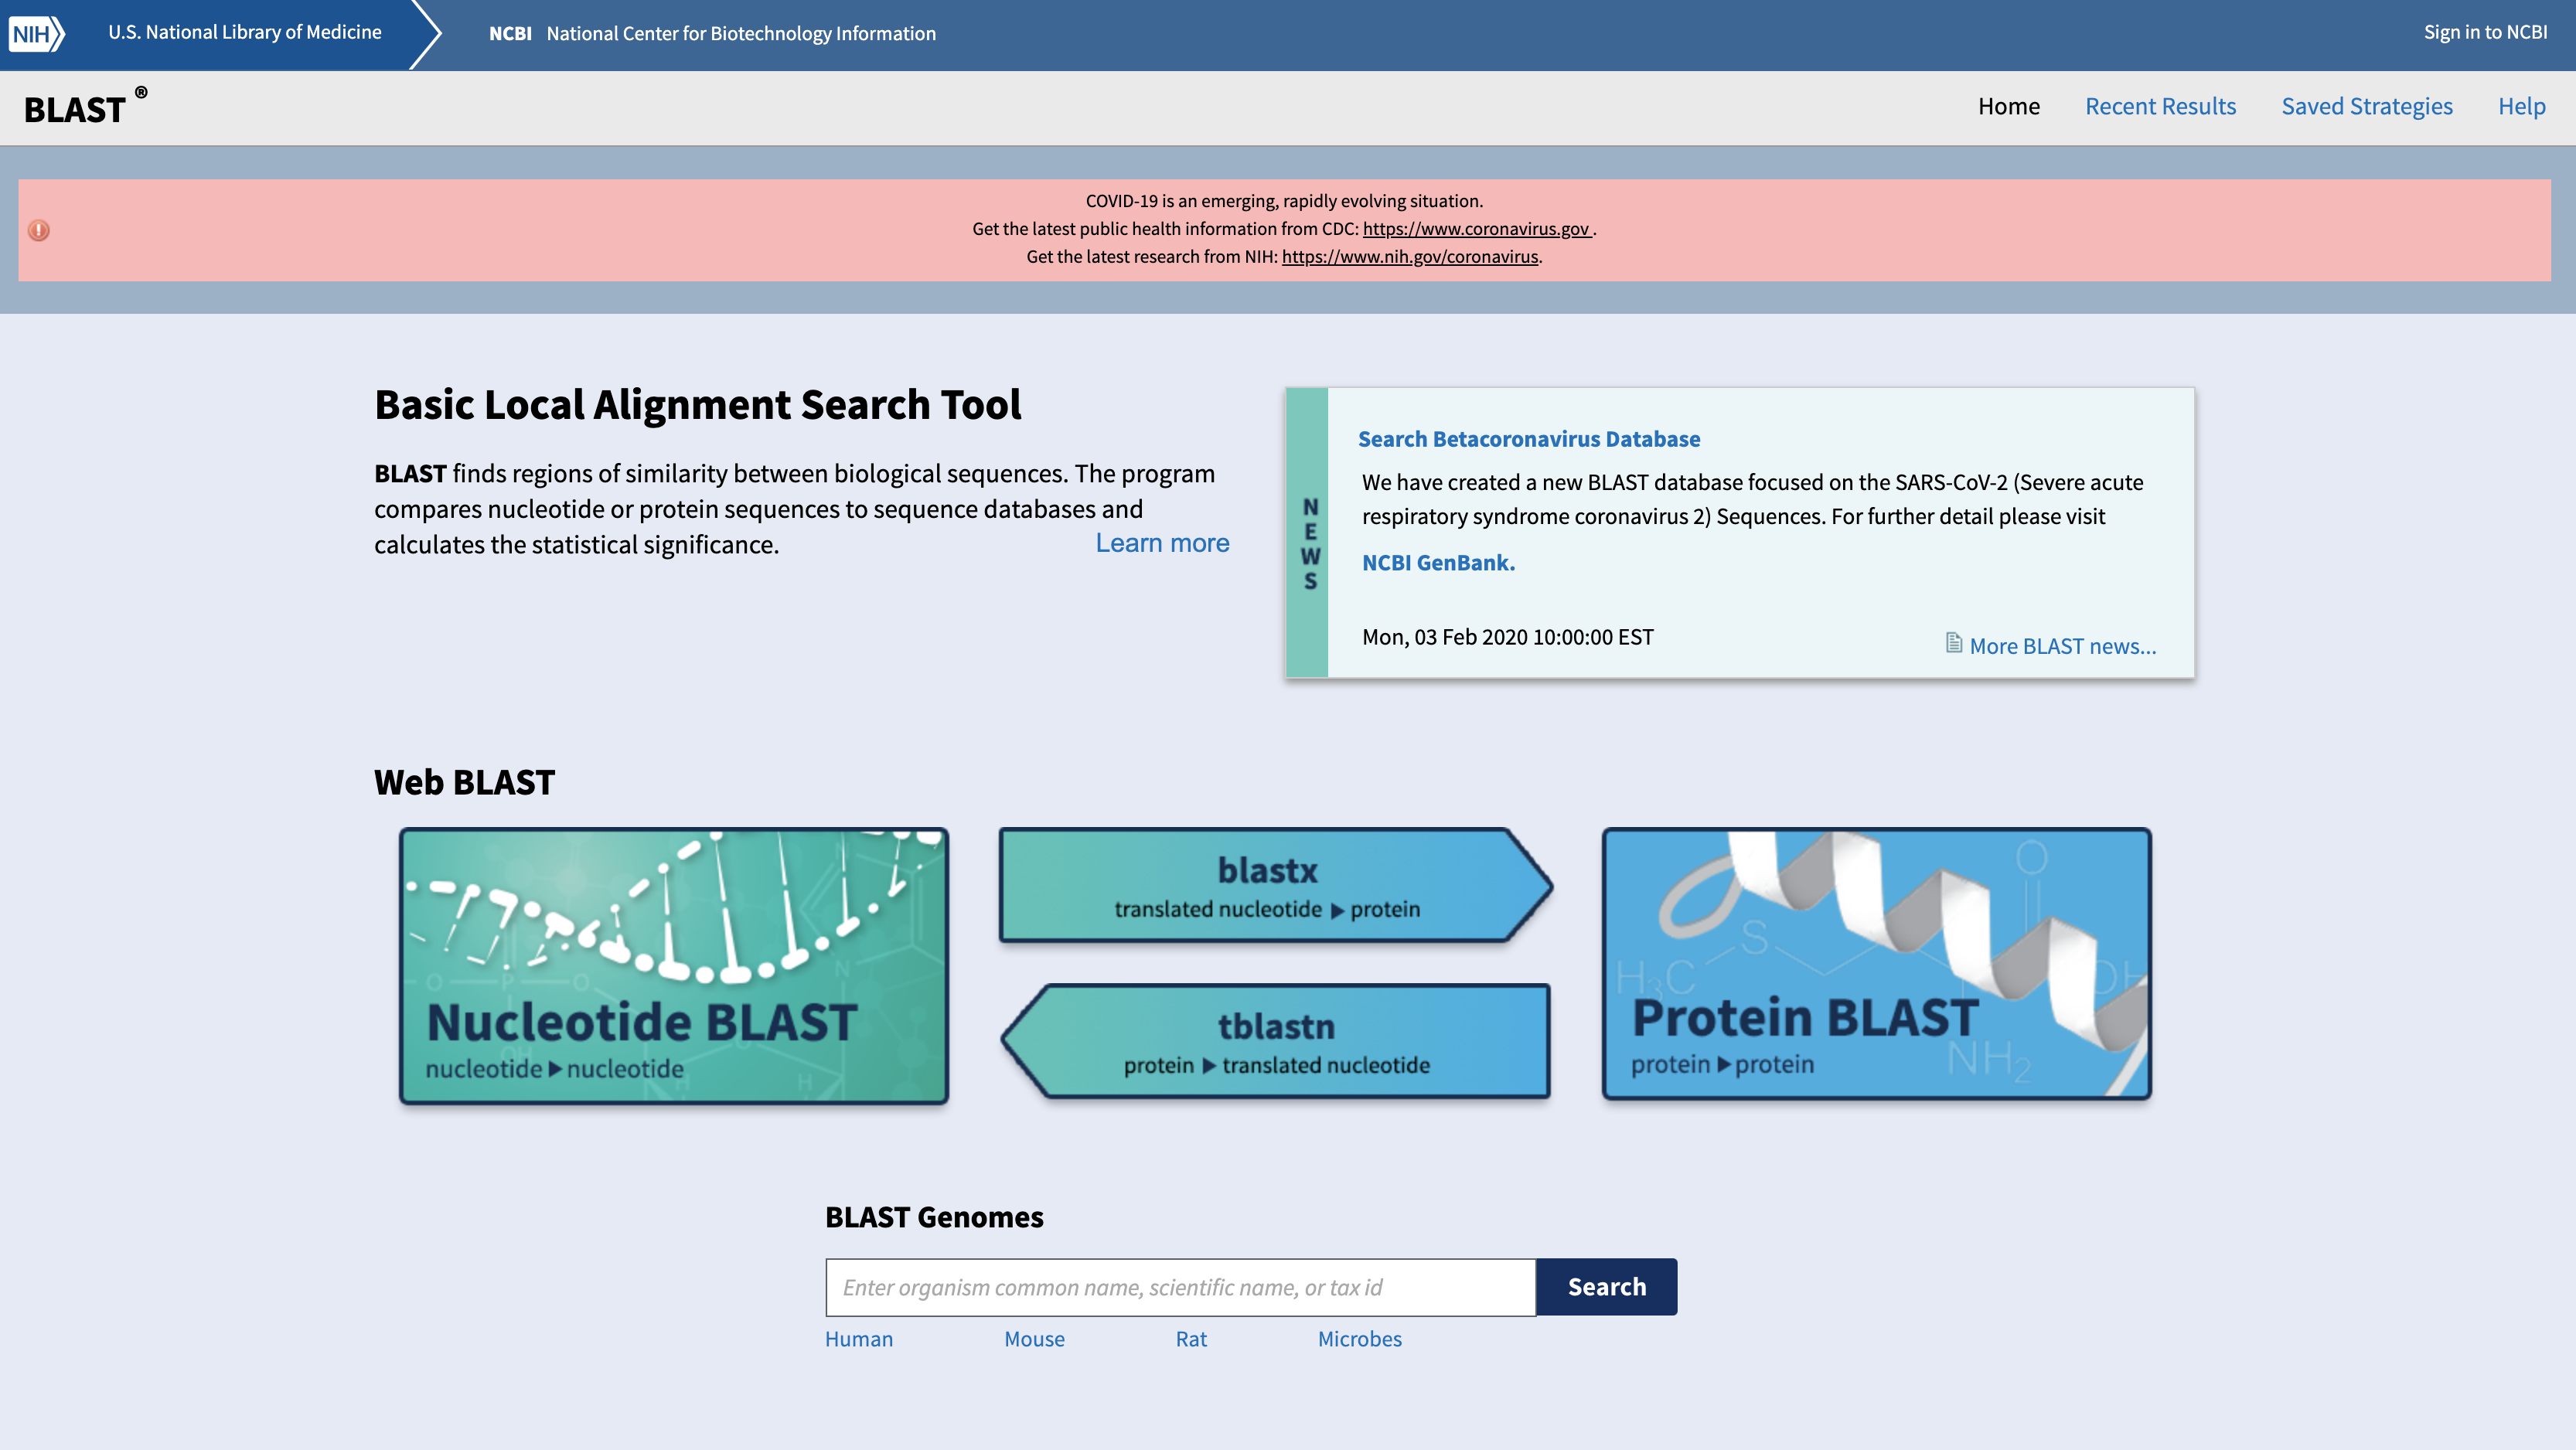 NIH
U.S. National Library of Medicine
NCBI National Center for Biotechnology Information
Sign in to NCBI
BLAST ®
Home
Recent Results
Saved Strategies
Help
COVID-19 is an emerging, rapidly evolving situation.
Get the latest public health information from CDC: https://www.coronavirus.gov .
Get the latest research from NIH: https://www.nih.gov/coronavirus.
Basic Local Alignment Search Tool
BLAST finds regions of similarity between biological sequences. The program
compares nucleotide or protein sequences to sequence databases and
calculates the statistical significance.
Learn more
NEWS
Search Betacoronavirus Database
We have created a new BLAST database focused on the SARS-CoV-2 (Severe acute
respiratory syndrome coronavirus 2) Sequences. For further detail please visit
NCBI GenBank.
Mon, 03 Feb 2020 10:00:00 EST
More BLAST news...
Web BLAST
Nucleotide BLAST
nucleotide ▶ nucleotide
blastx
translated nucleotide ▶ protein
tblastn
protein ▶ translated nucleotide
O
S
H₃C
OH
NH₂
Protein BLAST
protein ▶ protein
BLAST Genomes
Enter organism common name, scientific name, or tax id
Search
Human
Mouse
Rat
Microbes